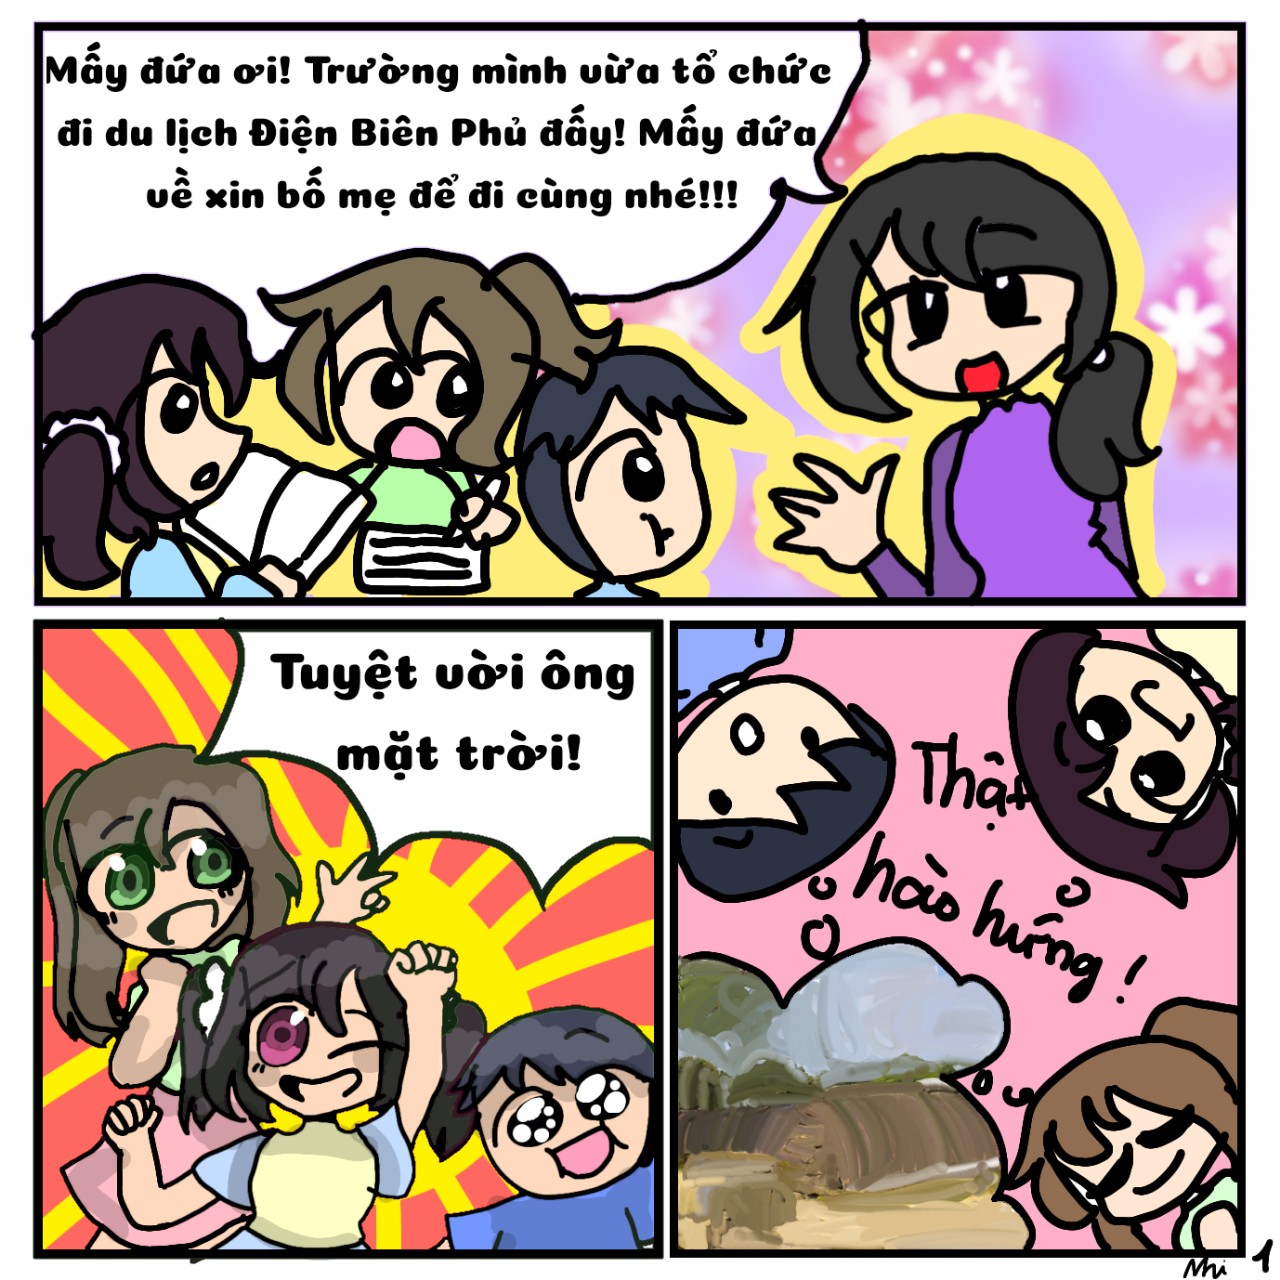 Mấy đứa ơi! Trường mình vừa tổ chức
đi du lịch Điện Biên Phủ đấy! Mấy đứa
về xin bố mẹ để đi cùng nhé!!!
Tuyệt vời ông
mặt trời!
Thật
hào hứng!
Nhi 1